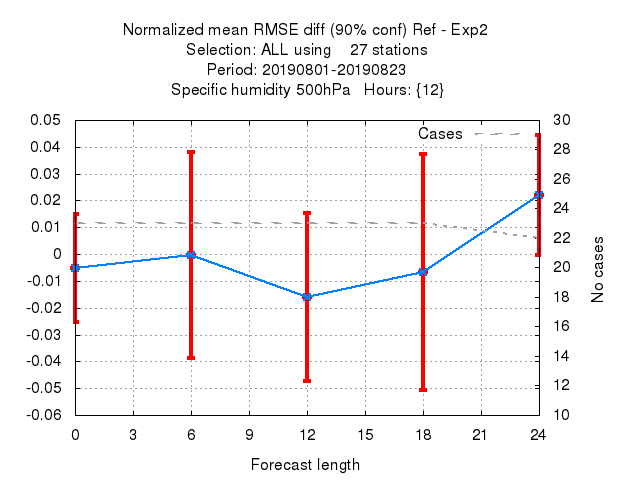 Normalized mean RMSE diff (90% conf) Ref - Exp2
Selection: ALL using    27 stations
Period: 20190801-20190823
Specific humidity 500hPa   Hours: {12}
0.05
0.04
0.03
0.02
0.01
0
-0.01
-0.02
-0.03
-0.04
-0.05
-0.06
Cases
30
28
26
24
22
20
18
16
14
12
10
No cases
0 3 6 9 12 15 18 21 24
Forecast length